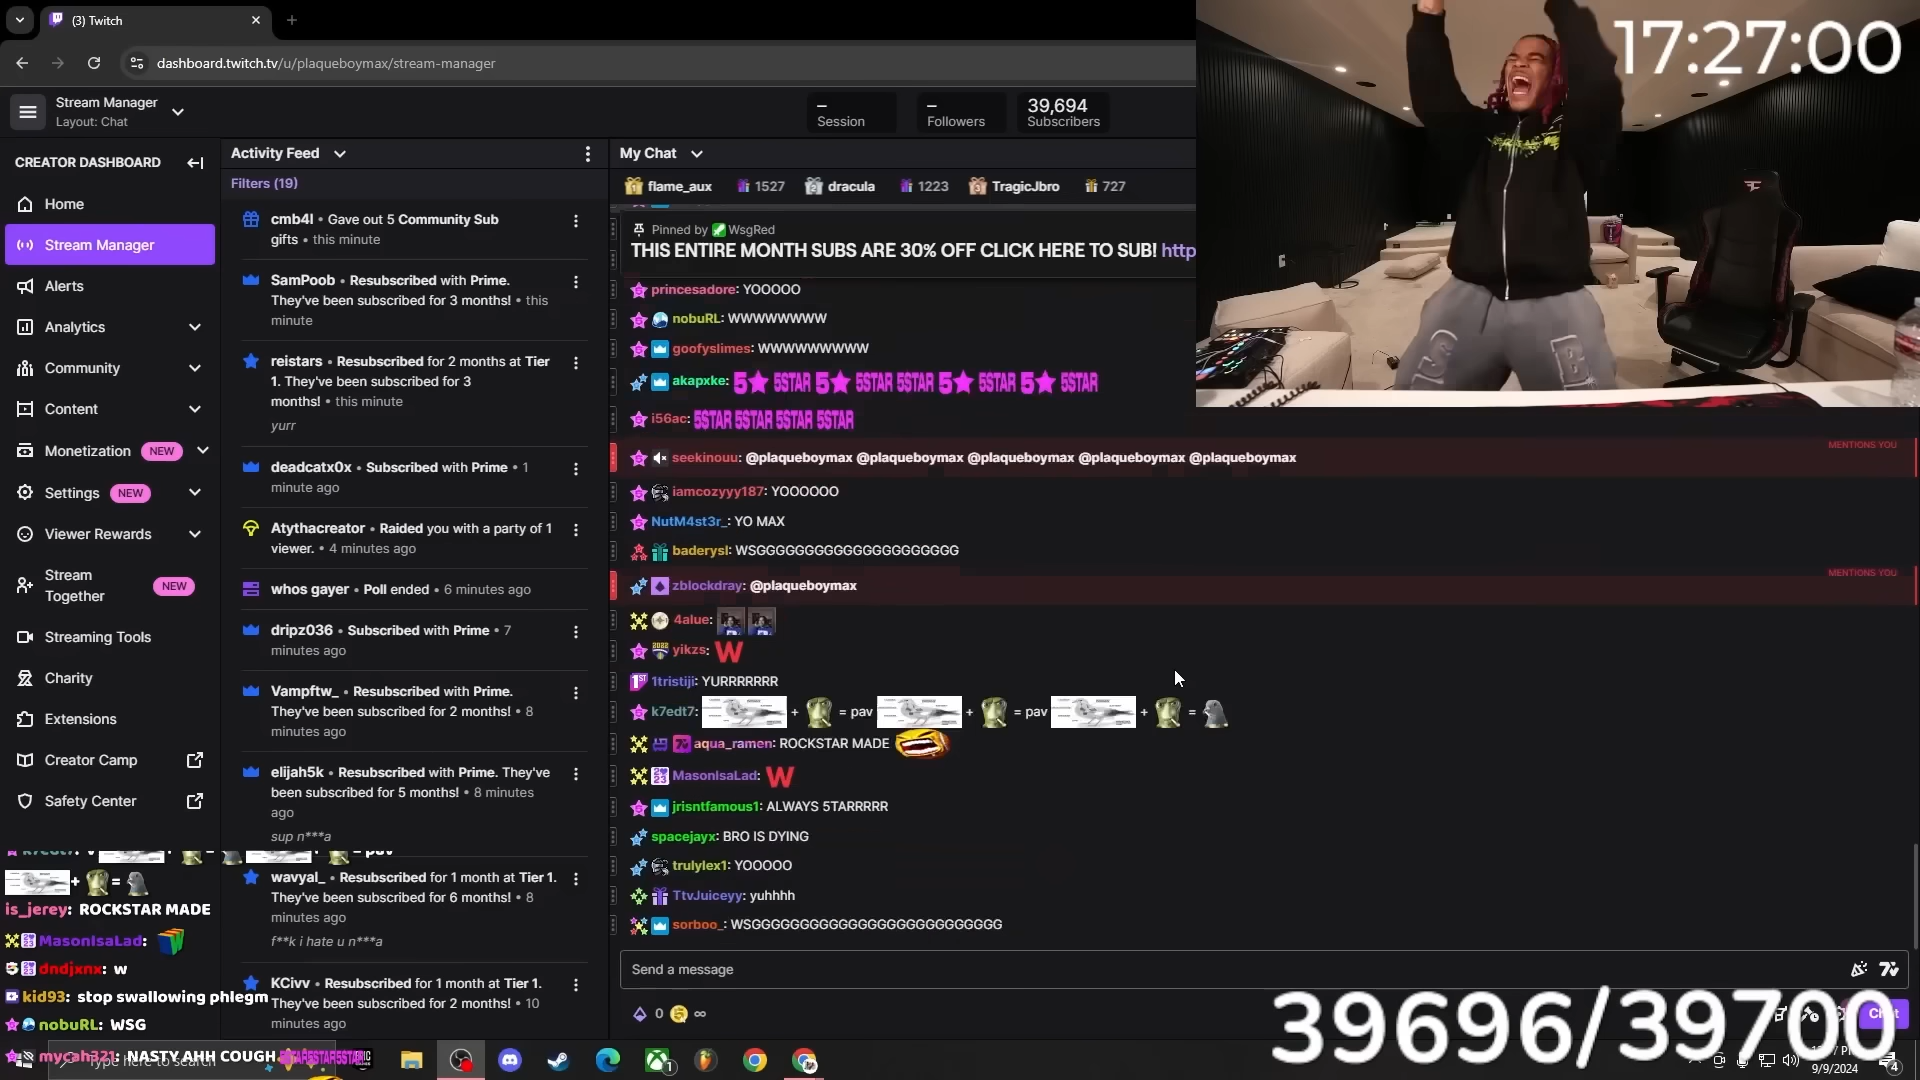 (3) Twitch
dashboard.twitch.tv/u/plaqueboymax/stream-manager
17:27:00
Stream Manager
Layout: Chat
–
Session
–
Followers
39,694
Subscribers
CREATOR DASHBOARD
Home
Stream Manager
Alerts
Analytics
Community
Content
Monetization NEW
Settings NEW
Viewer Rewards
Stream
Together
NEW
Streaming Tools
Charity
Extensions
Creator Camp
Safety Center
Activity Feed
Filters (19)
cmb4l • Gave out 5 Community Sub
gifts • this minute
SamPoob • Resubscribed with Prime.
They've been subscribed for 3 months! • this
minute
reistars • Resubscribed for 2 months at Tier
1. They've been subscribed for 3
months! • this minute
yurr
deadcatx0x • Subscribed with Prime • 1
minute ago
Atythacreator • Raided you with a party of 1
viewer. • 4 minutes ago
whos gayer • Poll ended • 6 minutes ago
dripz036 • Subscribed with Prime • 7
minutes ago
Vampftw_ • Resubscribed with Prime.
They've been subscribed for 2 months! • 8
minutes ago
elijah5k • Resubscribed with Prime. They've
been subscribed for 5 months! • 8 minutes
ago
sup n***a
wavyal_ • Resubscribed for 1 month at Tier 1.
They've been subscribed for 6 months! • 8
minutes ago
f**k i hate u n***a
KCivv • Resubscribed for 1 month at Tier 1.
They've been subscribed for 2 months! • 10
minutes ago
My Chat
flame_aux 1527 dracula 1223 TragicJbro 727
Pinned by WsgRed
THIS ENTIRE MONTH SUBS ARE 30% OFF CLICK HERE TO SUB! http
princesadore: YOOOOO
nobuRL: WWWWWWWW
goofyslimes: WWWWWWWWW
akapxke: 5★ 5STAR 5★ 5STAR 5STAR 5★ 5STAR 5★ 5STAR
i56ac: 5STAR 5STAR 5STAR 5STAR
MENTIONS YOU
seekinouu: @plaqueboymax @plaqueboymax @plaqueboymax @plaqueboymax @plaqueboymax
iamcozyyy187: YOOOOOO
NutM4st3r_: YO MAX
baderysl: WSGGGGGGGGGGGGGGGGGGGGG
MENTIONS YOU
zblockdray: @plaqueboymax
4alue:
yikzs: W
1tristiji: YURRRRRRR
k7edt7: + = pav + = pav + =
aqua_ramen: ROCKSTAR MADE
MasonIsaLad: W
jrisntfamous1: ALWAYS 5TARRRRR
spacejayx: BRO IS DYING
trulylex1: YOOOOO
TtvJuiceyy: yuhhhh
sorboo_: WSGGGGGGGGGGGGGGGGGGGGGGGGGG
Send a message
0 ∞
Chat
39696/39700
+ = + = pav
+ =
is_jerey: ROCKSTAR MADE
MasonIsaLad:
dndjxnx: w
kid93: stop swallowing phlegm
nobuRL: WSG
mycah321: NASTY AHH COUGH
Type here to search
9/9/2024